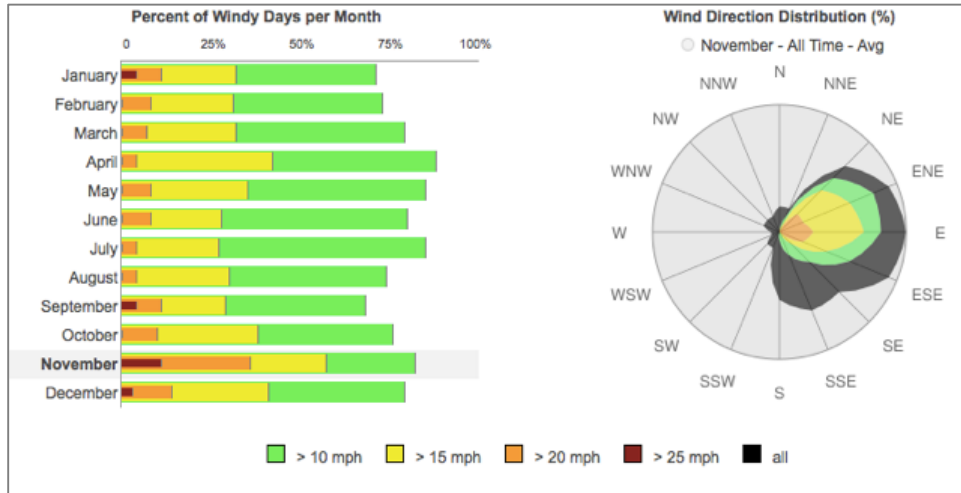 Percent of Windy Days per Month
0 25% 50% 75% 100%
January
February
March
April
May
June
July
August
September
October
November
December
Wind Direction Distribution (%)
November - All Time - Avg
N
NNE
NE
ENE
E
ESE
SE
SSE
S
SSW
SW
WSW
W
WNW
NW
NNW
> 10 mph > 15 mph > 20 mph > 25 mph all